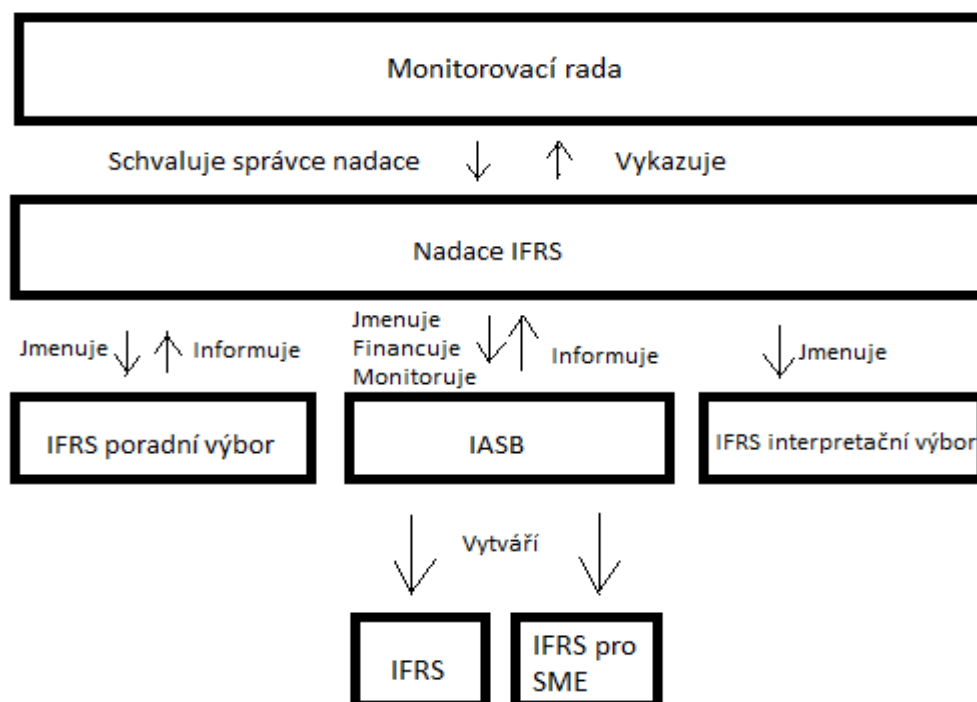 Monitorovací rada
Schvaluje správce nadace
Vykazuje
Nadace IFRS
Jmenuje
Informuje
Jmenuje
Financuje
Monitoruje
Informuje
Jmenuje
IFRS poradní výbor
IASB
IFRS interpretační výbor
Vytváří
IFRS
IFRS pro
SME